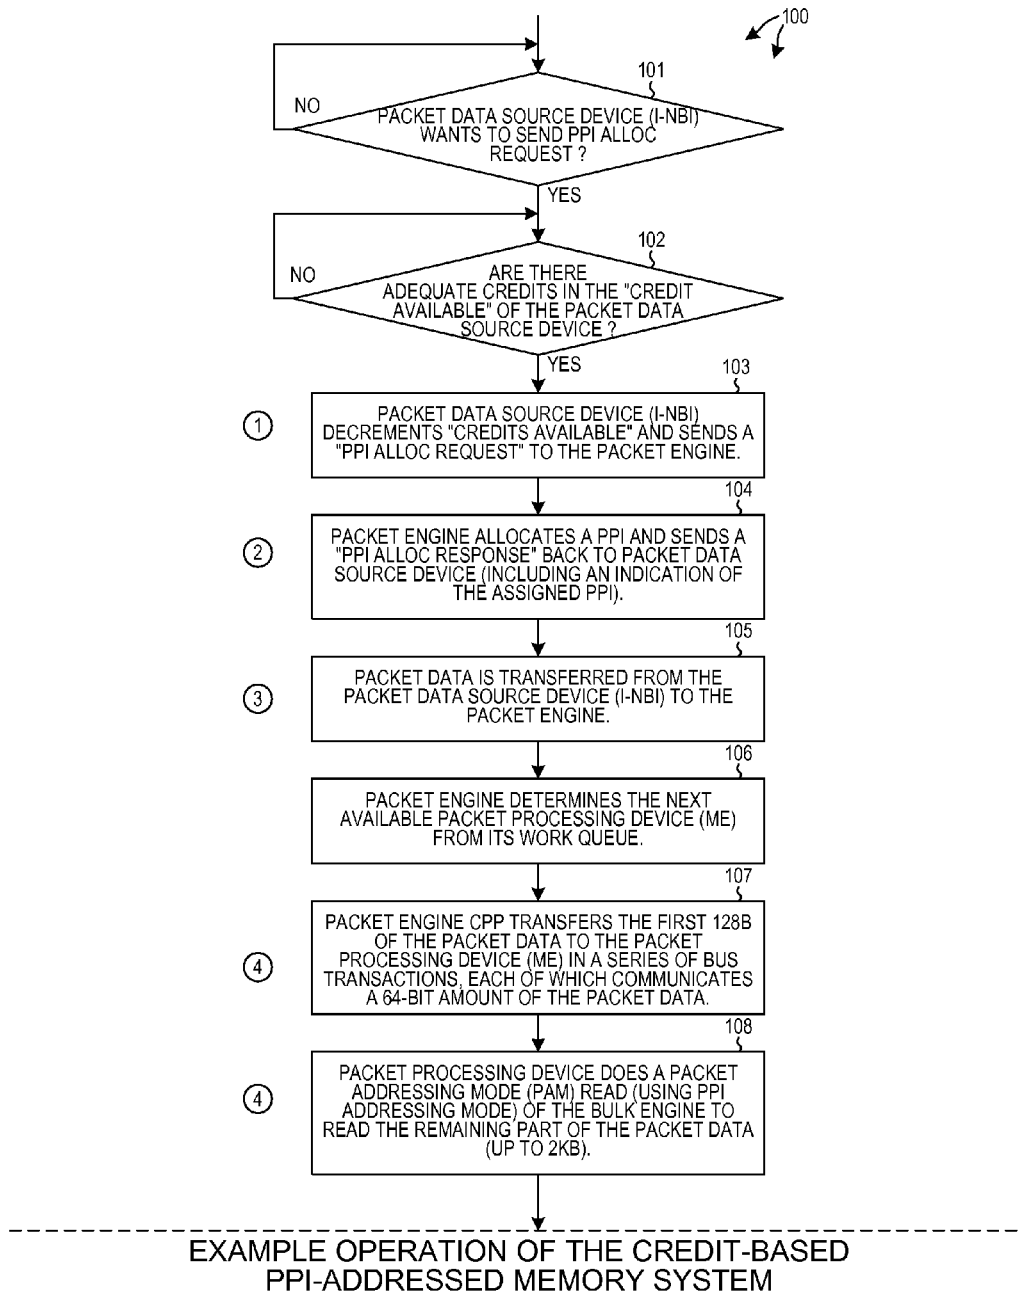 100
101
NO
PACKET DATA SOURCE DEVICE (I-NBI)
WANTS TO SEND PPI ALLOC
REQUEST ?
YES
102
NO
ARE THERE
ADEQUATE CREDITS IN THE "CREDIT
AVAILABLE" OF THE PACKET DATA
SOURCE DEVICE ?
YES
103
1
PACKET DATA SOURCE DEVICE (I-NBI)
DECREMENTS "CREDITS AVAILABLE" AND SENDS A
"PPI ALLOC REQUEST" TO THE PACKET ENGINE.
104
2
PACKET ENGINE ALLOCATES A PPI AND SENDS A
"PPI ALLOC RESPONSE" BACK TO PACKET DATA
SOURCE DEVICE (INCLUDING AN INDICATION OF
THE ASSIGNED PPI).
105
3
PACKET DATA IS TRANSFERRED FROM THE
PACKET DATA SOURCE DEVICE (I-NBI) TO THE
PACKET ENGINE.
106
PACKET ENGINE DETERMINES THE NEXT
AVAILABLE PACKET PROCESSING DEVICE (ME)
FROM ITS WORK QUEUE.
107
4
PACKET ENGINE CPP TRANSFERS THE FIRST 128B
OF THE PACKET DATA TO THE PACKET
PROCESSING DEVICE (ME) IN A SERIES OF BUS
TRANSACTIONS, EACH OF WHICH COMMUNICATES
A 64-BIT AMOUNT OF THE PACKET DATA.
108
4
PACKET PROCESSING DEVICE DOES A PACKET
ADDRESSING MODE (PAM) READ (USING PPI
ADDRESSING MODE) OF THE BULK ENGINE TO
READ THE REMAINING PART OF THE PACKET DATA
(UP TO 2KB).
EXAMPLE OPERATION OF THE CREDIT-BASED
PPI-ADDRESSED MEMORY SYSTEM